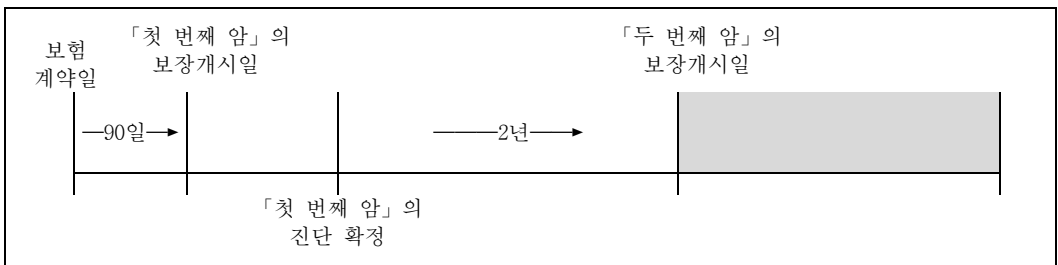 보험
계약일
「첫 번째 암」의
보장개시일
「두 번째 암」의
보장개시일
90일
2년
「첫 번째 암」의
진단 확정